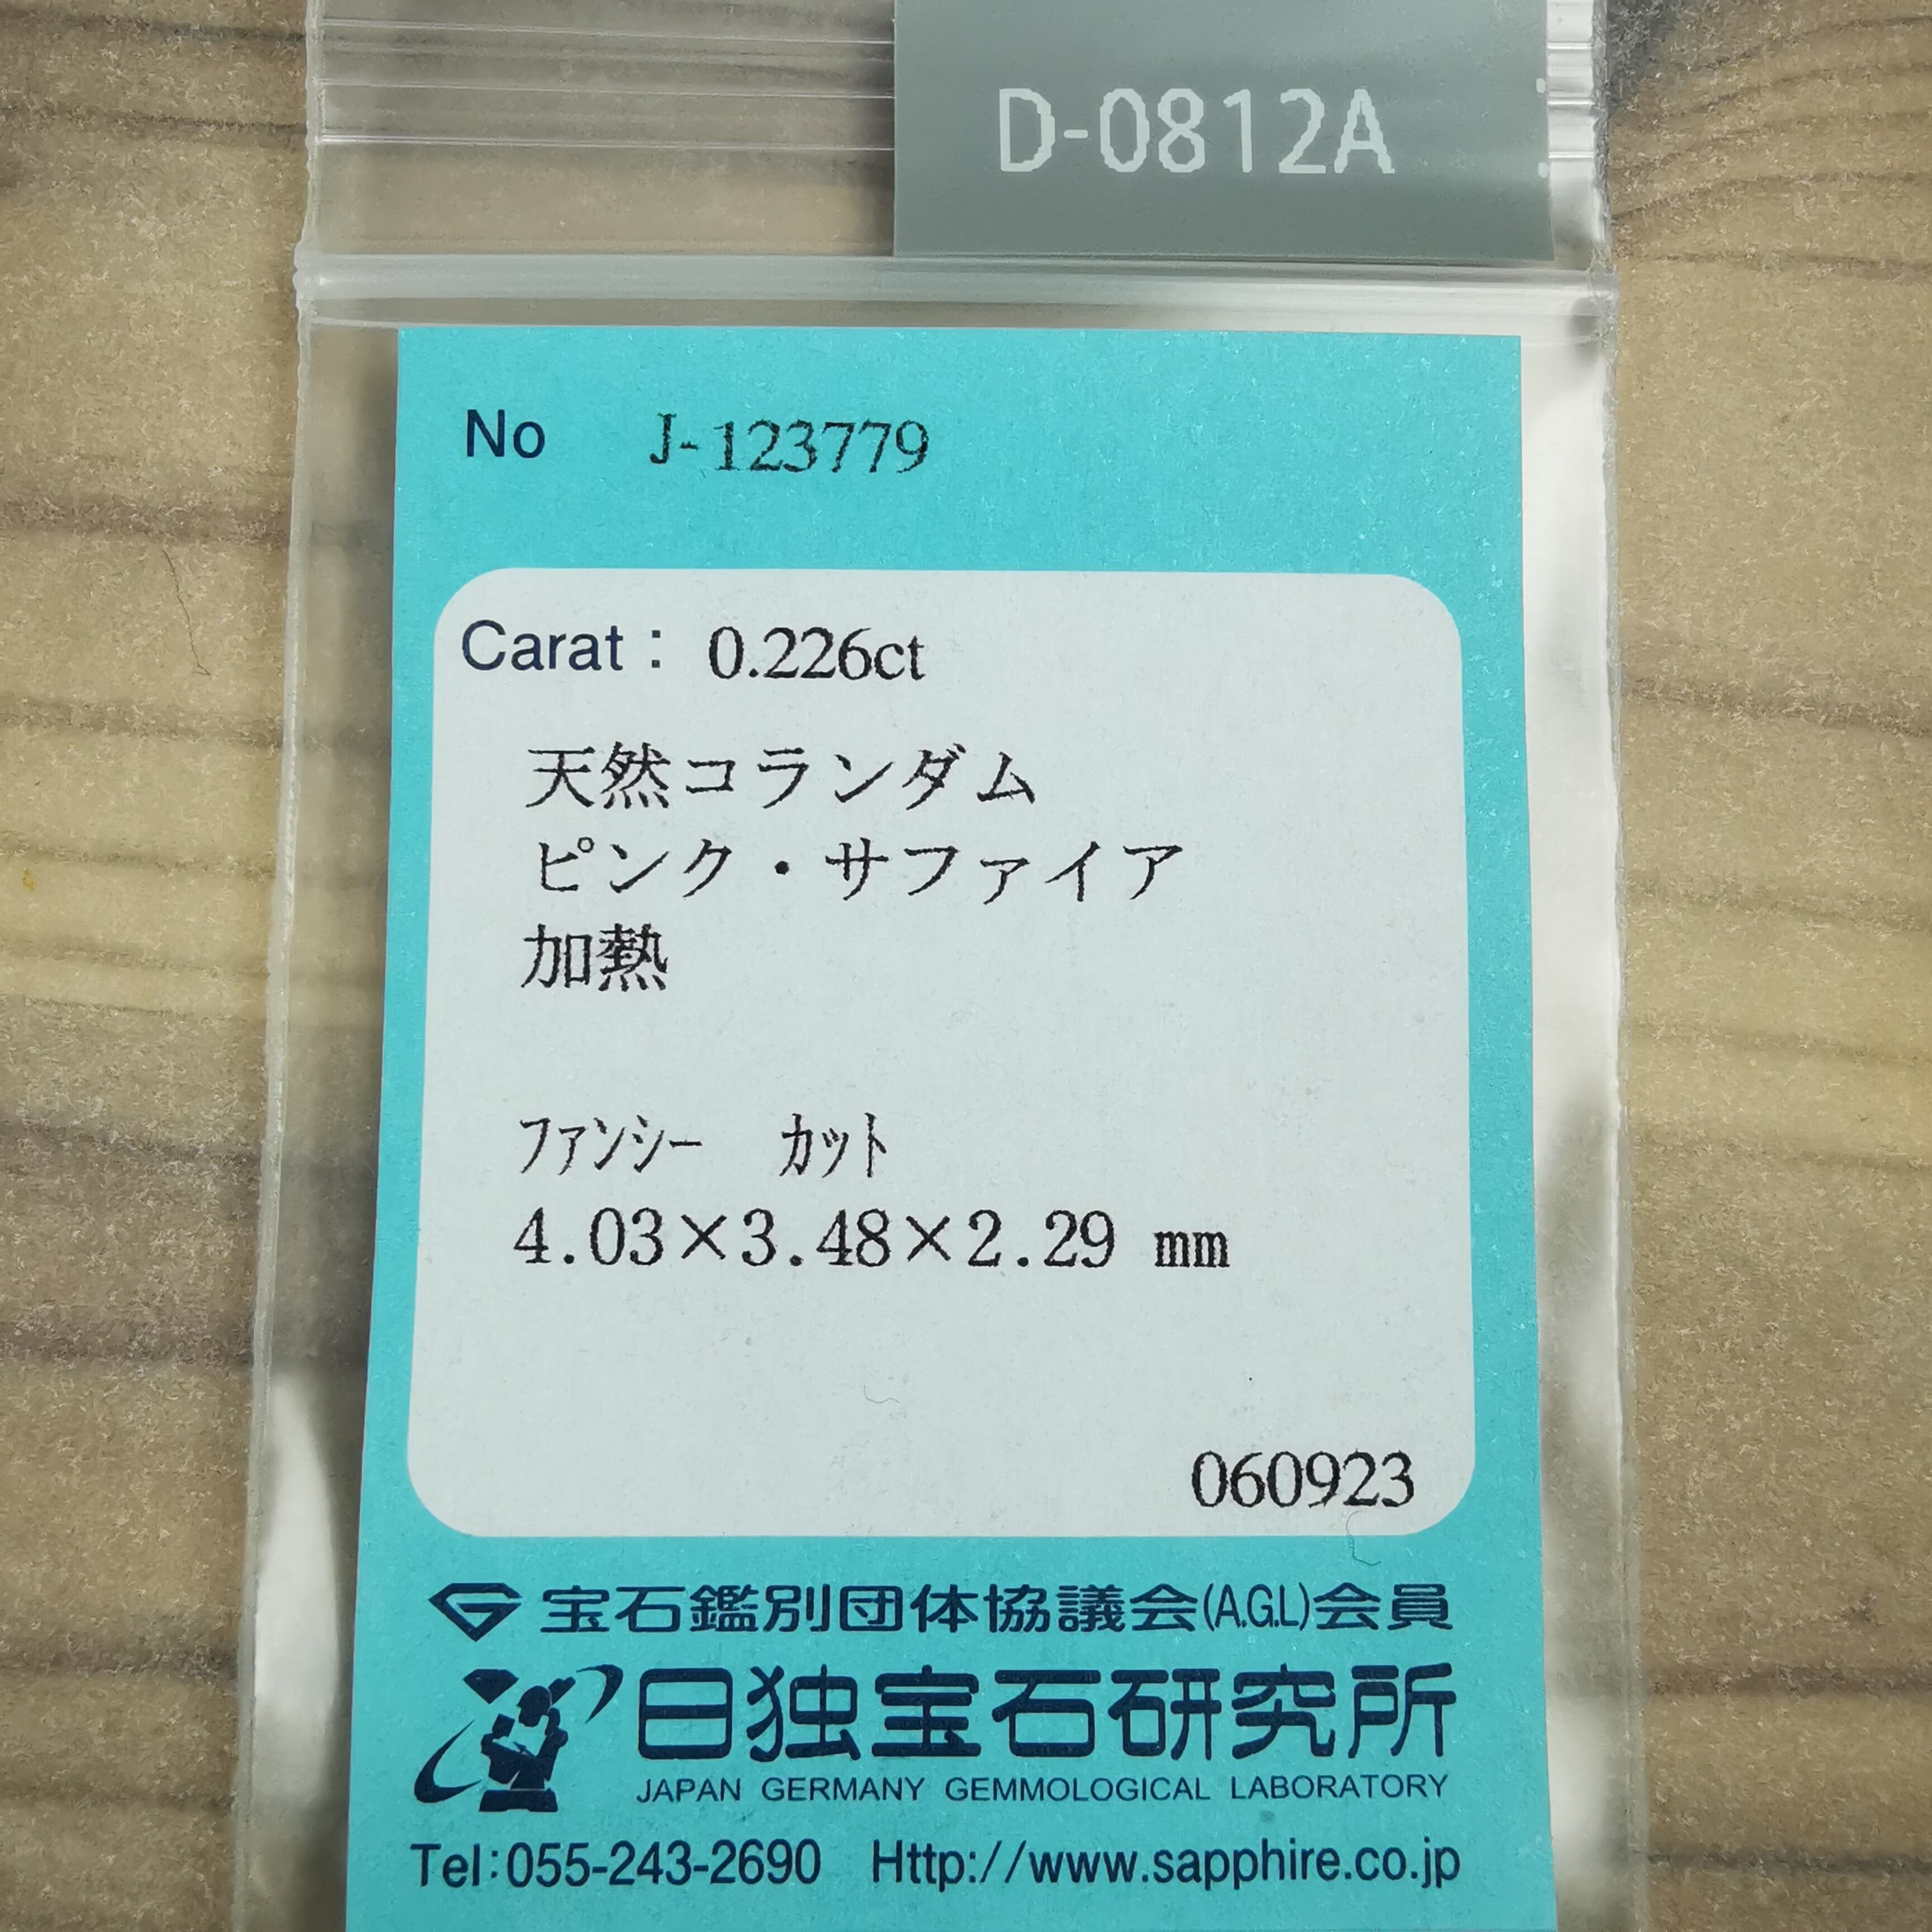 D-0812A
No J-123779
Carat : 0.226ct
天然コランダム
ピンク・サファイア
加熱
ﾌｧﾝｼｰ ｶｯﾄ
4.03×3.48×2.29 mm
060923
宝石鑑別団体協議会(A.G.L)会員
日独宝石研究所
JAPAN GERMANY GEMMOLOGICAL LABORATORY
Tel:055-243-2690 Http://www.sapphire.co.jp